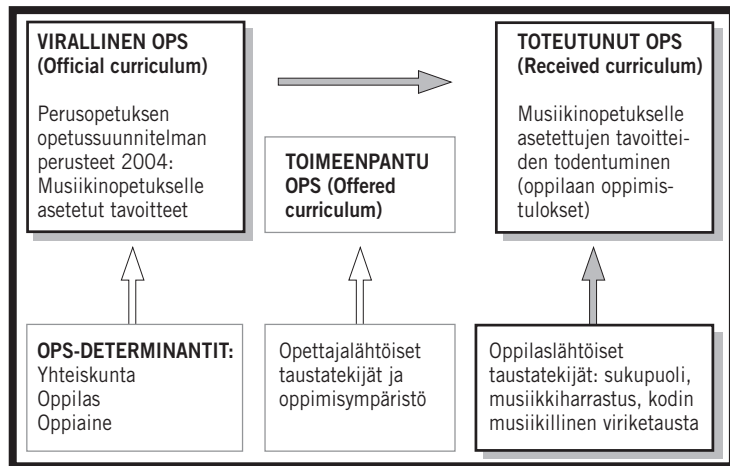 VIRALLINEN OPS
(Official curriculum)
Perusopetuksen
opetussuunnitelman
perusteet 2004:
Musiikinopetukselle
asetetut tavoitteet
TOIMEENPANTU
OPS (Offered
curriculum)
TOTEUTUNUT OPS
(Received curriculum)
Musiikinopetukselle
asetettujen tavoittei-
den todentuminen
(oppilaan oppimis-
tulokset)
OPS-DETERMINANTIT:
Yhteiskunta
Oppilas
Oppiaine
Opettajalähtöiset
taustatekijät ja
oppimisympäristö
Oppilaslähtöiset
taustatekijät: sukupuoli,
musiikkiharrastus, kodin
musiikillinen viriketausta